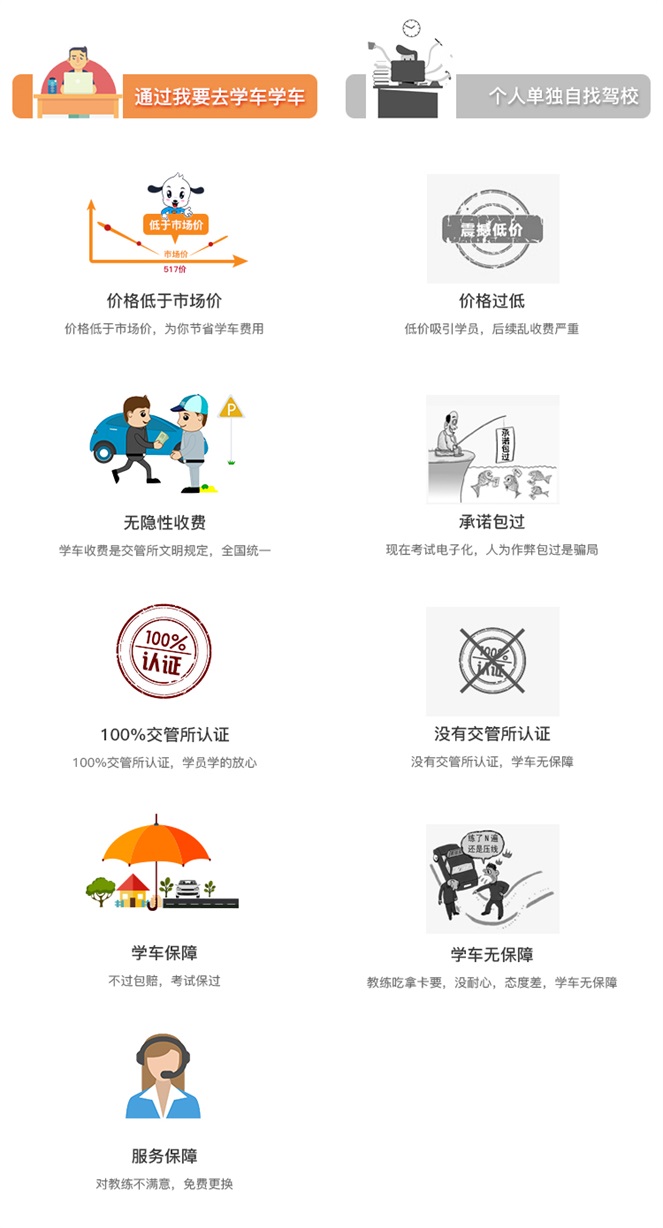 通过我要去学车学车
个人单独自找驾校
低于市场价
市场价
517价
价格低于市场价
价格低于市场价，为你节省学车费用
震撼低价
价格过低
低价吸引学员，后续乱收费严重
P
无隐性收费
学车收费是交管所文明规定，全国统一
承诺包过
承诺包过
现在考试电子化，人为作弊包过是骗局
100%
认证
100%交管所认证
100%交管所认证，学员学的放心
100%
认证
没有交管所认证
没有交管所认证，学车无保障
学车保障
不过包赔，考试保过
练了N遍
还是压线
学车无保障
教练吃拿卡要，没耐心，态度差，学车无保障
服务保障
对教练不满意，免费更换